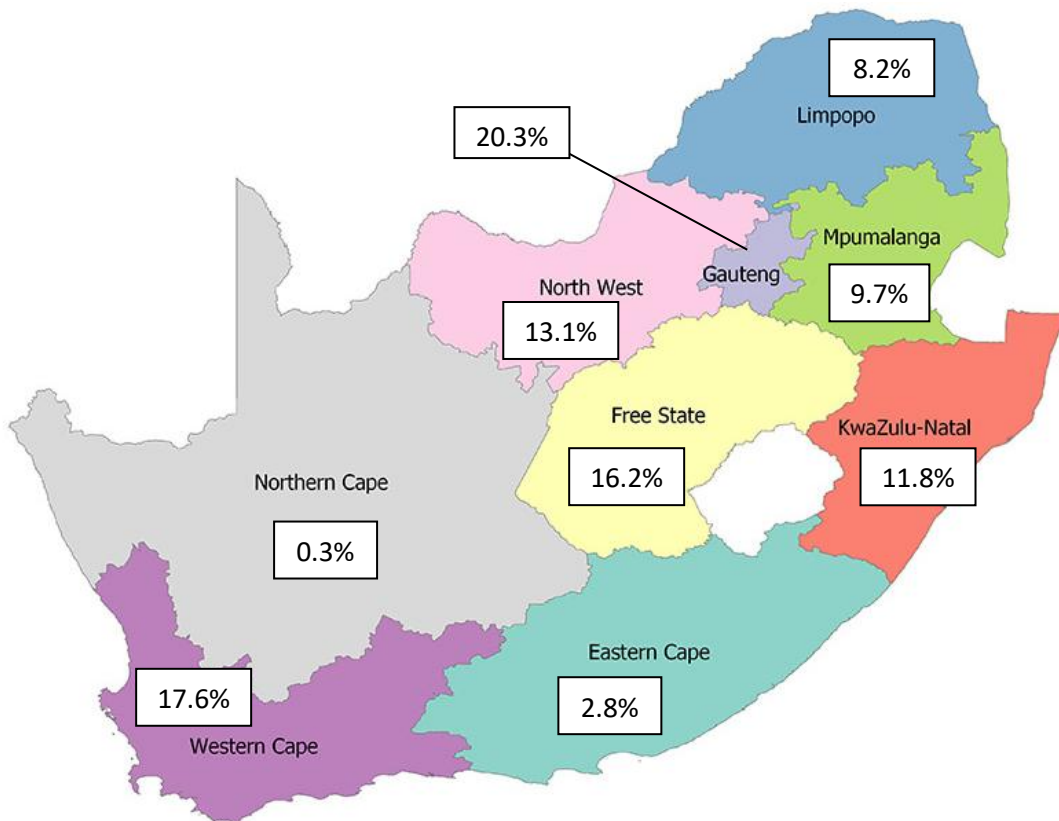 8.2%
Limpopo
20.3%
Mpumalanga
Gauteng
9.7%
North West
13.1%
Free State
KwaZulu-Natal
16.2%
11.8%
Northern Cape
0.3%
Eastern Cape
17.6%
2.8%
Western Cape